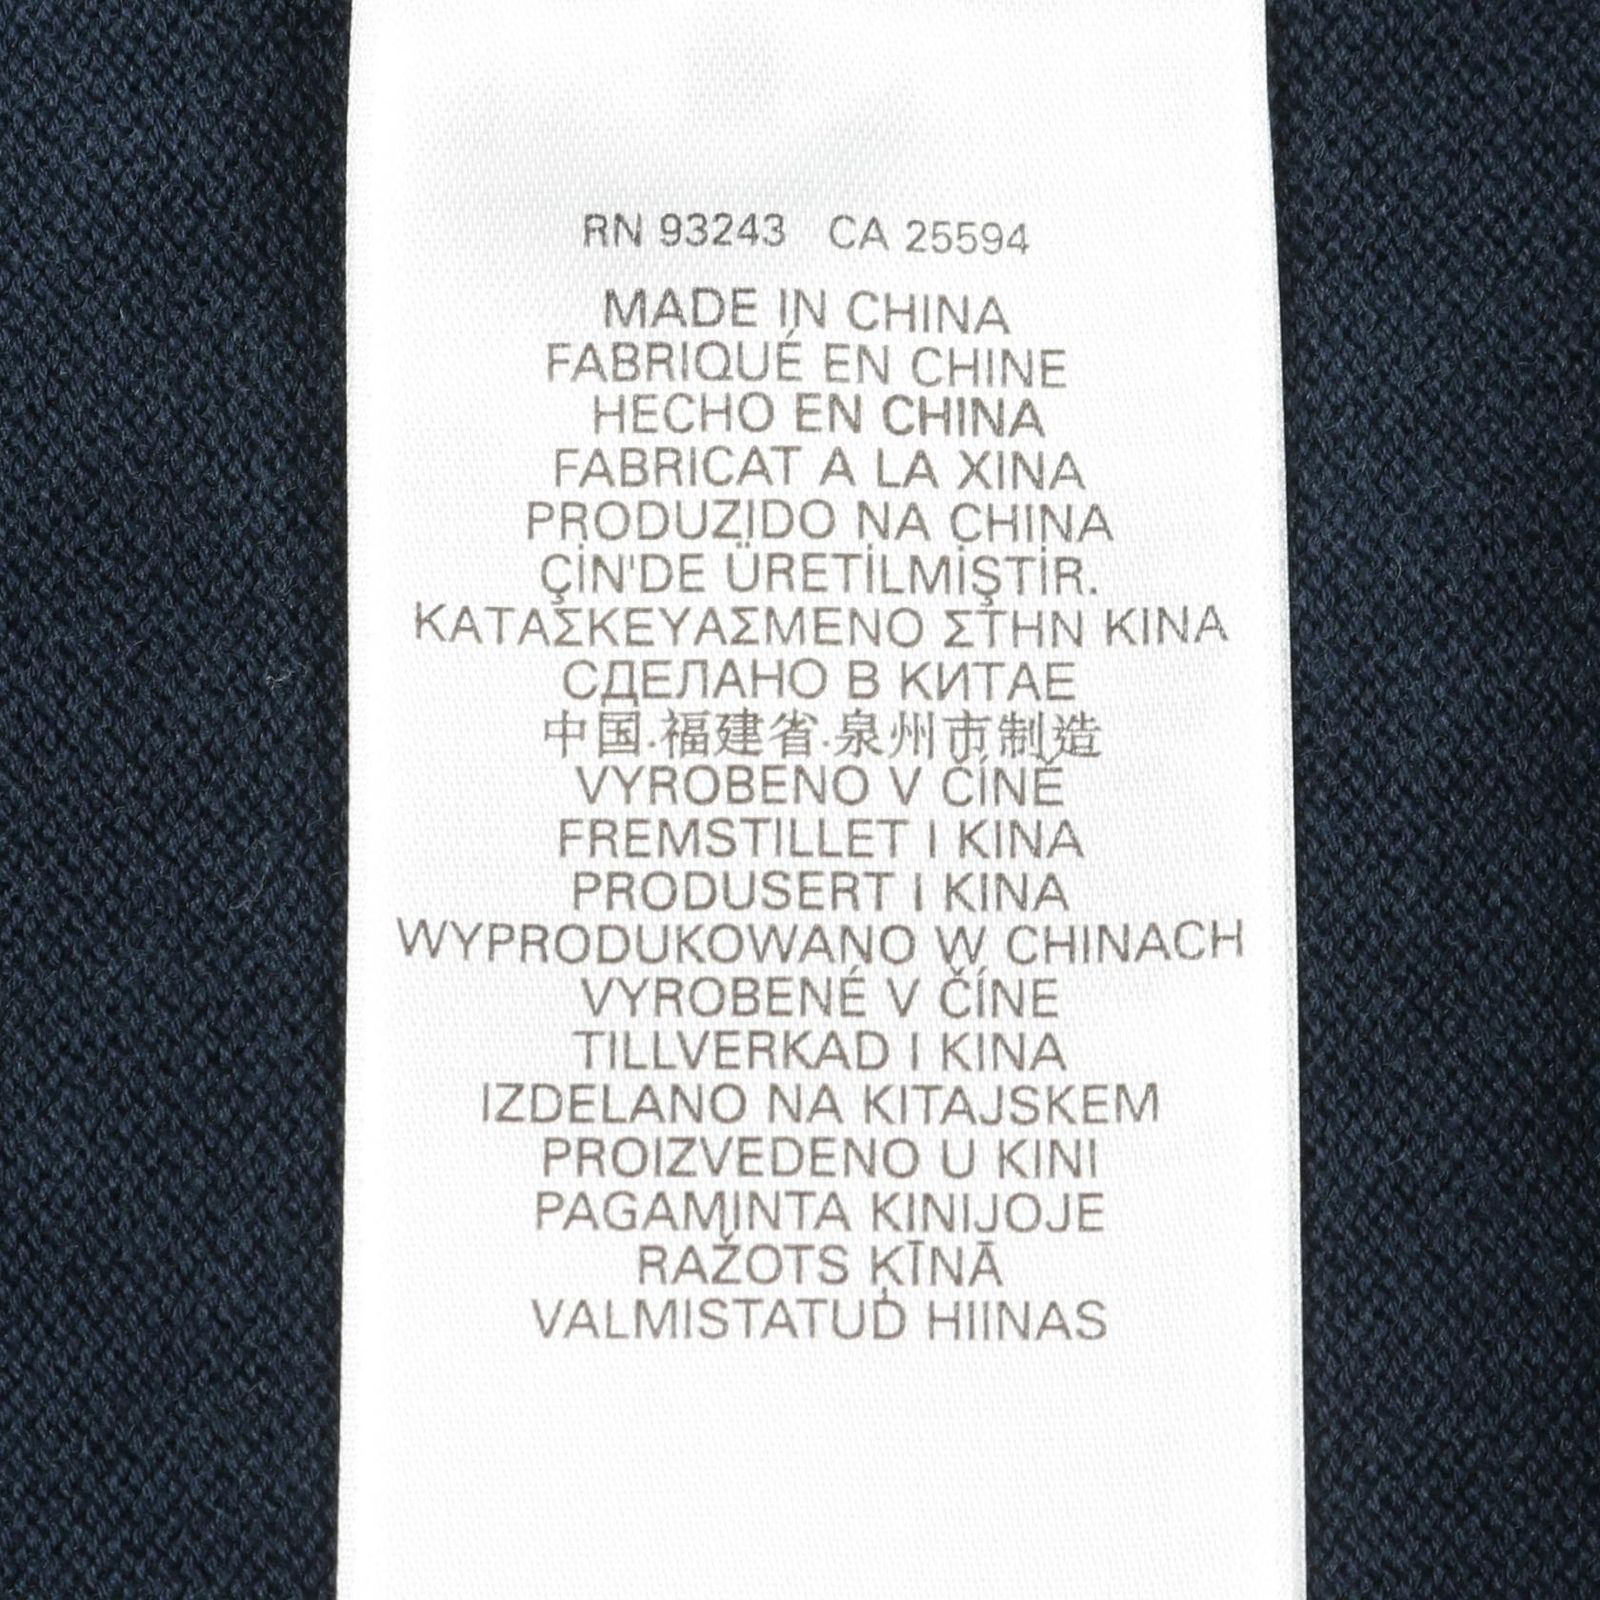 RN 93243 CA 25594
MADE IN CHINA
FABRIQUÉ EN CHINE
HECHO EN CHINA
FABRICAT A LA XINA
PRODUZIDO NA CHINA
ÇİN'DE ÜRETİLMİŞTİR.
ΚΑΤΑΣΚΕΥΑΣΜΕΝΟ ΣΤΗΝ ΚΙΝΑ
СДЕЛАНО В КИТАЕ
中国.福建省.泉州市制造
VYROBENO V ČÍNĚ
FREMSTILLET I KINA
PRODUSERT I KINA
WYPRODUKOWANO W CHINACH
VYROBENÉ V ČÍNE
TILLVERKAD I KINA
IZDELANO NA KITAJSKEM
PROIZVEDENO U KINI
PAGAMINTA KINIJOJE
RAŽOTS ĶĪNĀ
VALMISTATUD HIINAS